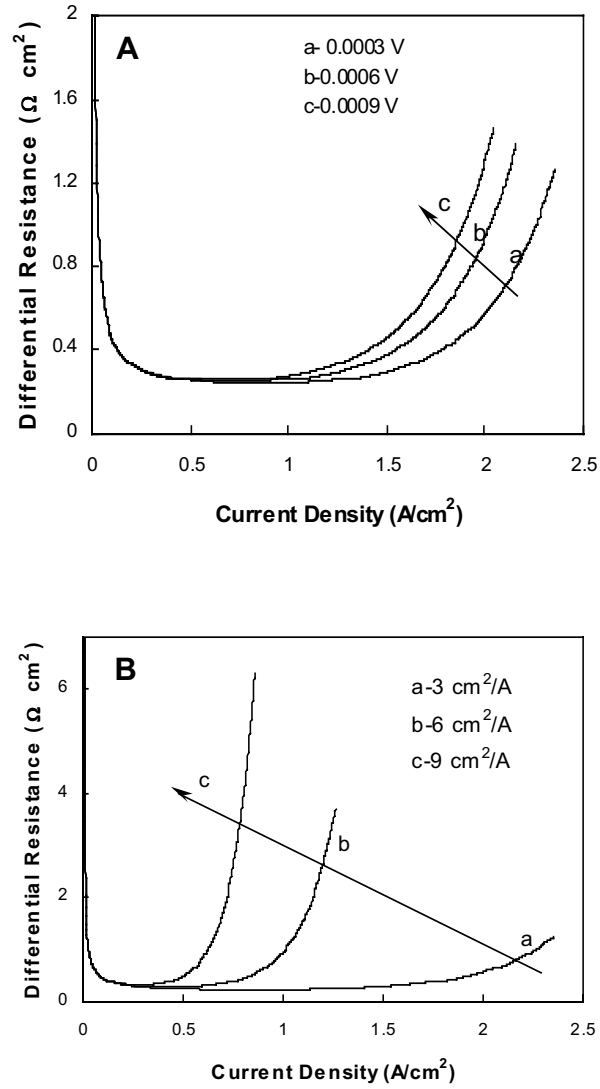 A
a- 0.0003 V
b-0.0006 V
c-0.0009 V
2
1.6
1.2
0.8
0.4
0
c
b
a
Differential Resistance (Ω cm²)
0 0.5 1 1.5 2 2.5
Current Density (A/cm²)
B
a-3 cm²/A
b-6 cm²/A
c-9 cm²/A
6
4
2
0
c
b
a
Differential Resistance (Ω cm²)
0 0.5 1 1.5 2 2.5
Current Density (A/cm²)